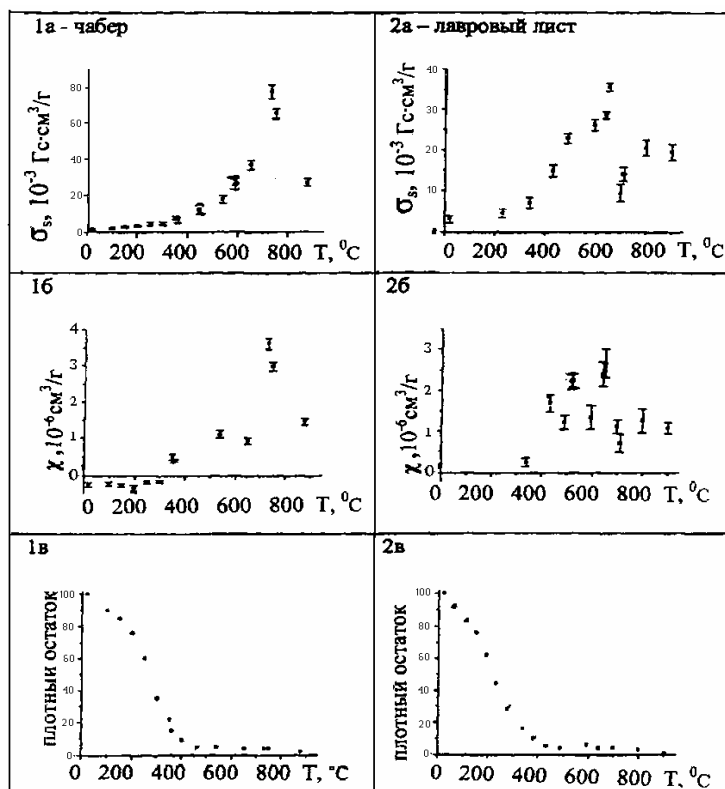 1а - чабер
σs, 10⁻³ Гс·см³/г
80
60
40
20
0
0 200 400 600 800 T, ⁰C
2а – лавровый лист
σs, 10⁻³ Гс·см³/г
40
30
20
10
0 200 400 600 800 T, ⁰C
1б
χ, 10⁻⁶см³/г
4
3
2
1
0
0 200 400 600 800 T, ⁰C
2б
χ, 10⁻⁶см³/г
3
2
1
0
0 200 400 600 800 T, ⁰C
1в
плотный остаток
100
80
60
40
20
0
0 200 400 600 800 T, °C
2в
плотный остаток
100
80
60
40
20
0
0 200 400 600 800 T, ⁰C